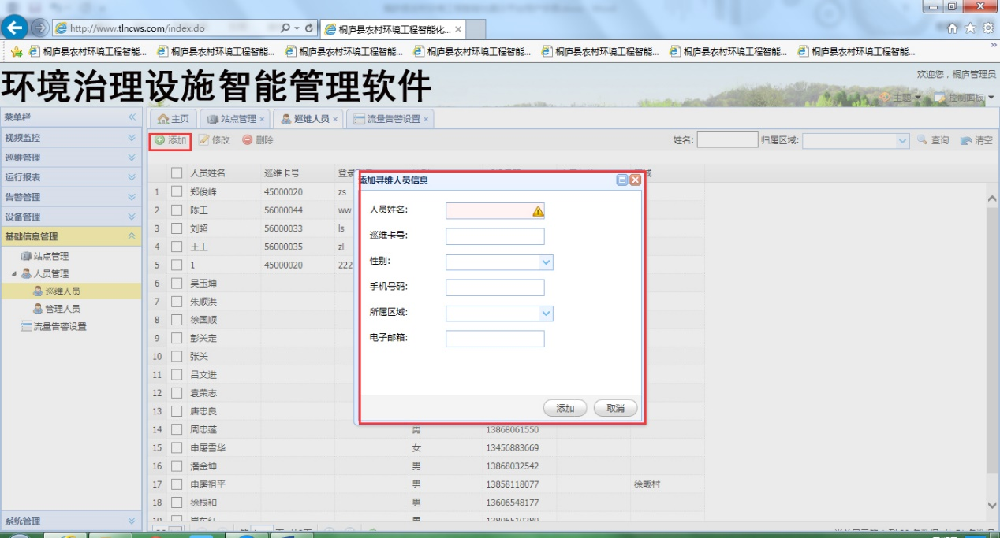 http://www.tlncws.com/index.do
桐庐县农村环境工程智能化...
桐庐县农村环境工程智能... 桐庐县农村环境工程智能... 桐庐县农村环境工程智能... 桐庐县农村环境工程智能... 桐庐县农村环境工程智能... 桐庐县农村环境工程智能... 桐庐县农村环境工程智能...
环境治理设施智能管理软件
欢迎您，桐庐管理员
主题 控制面板
菜单栏
视频监控
巡维管理
运行报表
告警管理
设备管理
基础信息管理
站点管理
人员管理
巡维人员
管理人员
流量告警设置
系统管理
主页 站点管理 巡维人员 流量告警设置
添加 修改 删除 姓名: 归属区域: 查询 清空
人员姓名 巡维卡号 登录
1 郑俊峰 45000020 zs
2 陈工 56000044 ww
3 刘超 56000033 ls
4 王工 56000035 zl
5 1 45000020 222
6 吴玉坤
7 朱顺洪
8 徐国顺
9 彭关定
10 张关
11 吕文进
12 袁荣志
13 唐忠良
14 周忠莲 男 13868061550
15 申屠雪华 女 13456883669
16 潘金坤 男 13868032542
17 申屠祖平 男 13858118077 徐畈村
18 徐根和 男 13606548177
添加寻维人员信息
人员姓名:
巡维卡号:
性别:
手机号码:
所属区域:
电子邮箱:
添加 取消